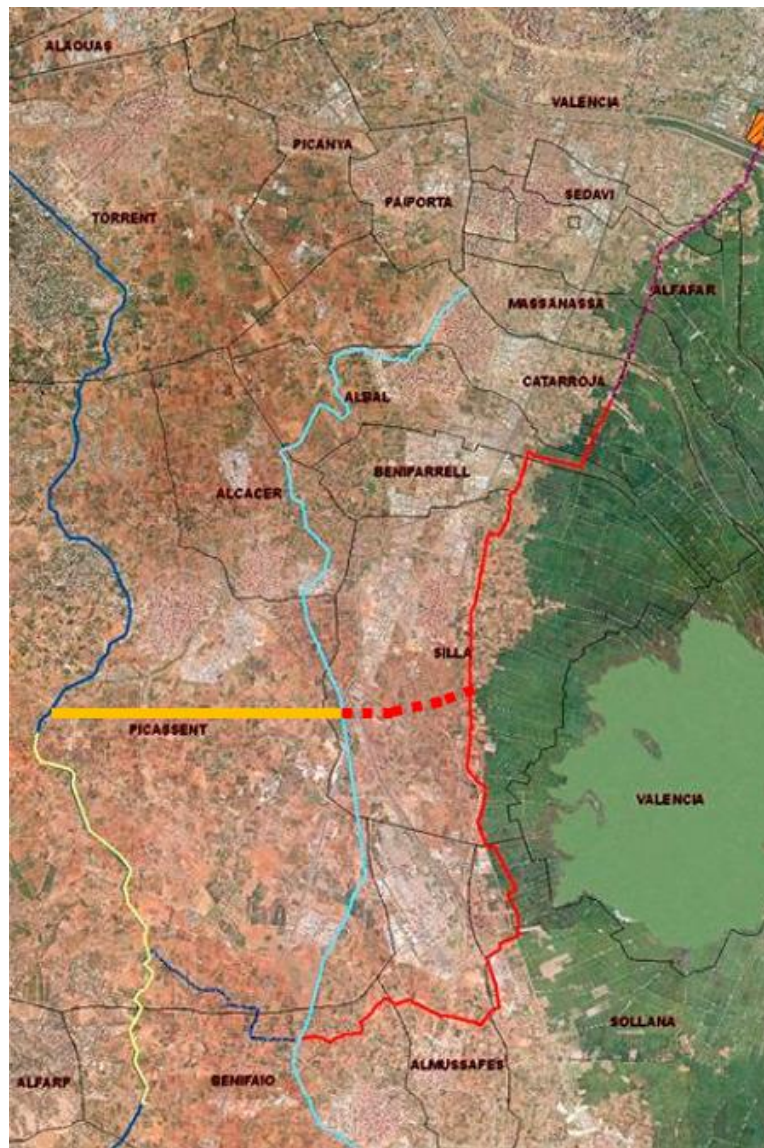 ALAQUAS
VALENCIA
PICANYA
PAIPORTA
SEDAVI
TORRENT
ALFAFAR
MASSANASSA
CATARROJA
ALBAL
BENIPARRELL
ALCACER
SILLA
PICASSENT
VALENCIA
SOLLANA
ALMUSSAFES
BENIFAIO
ALFARP